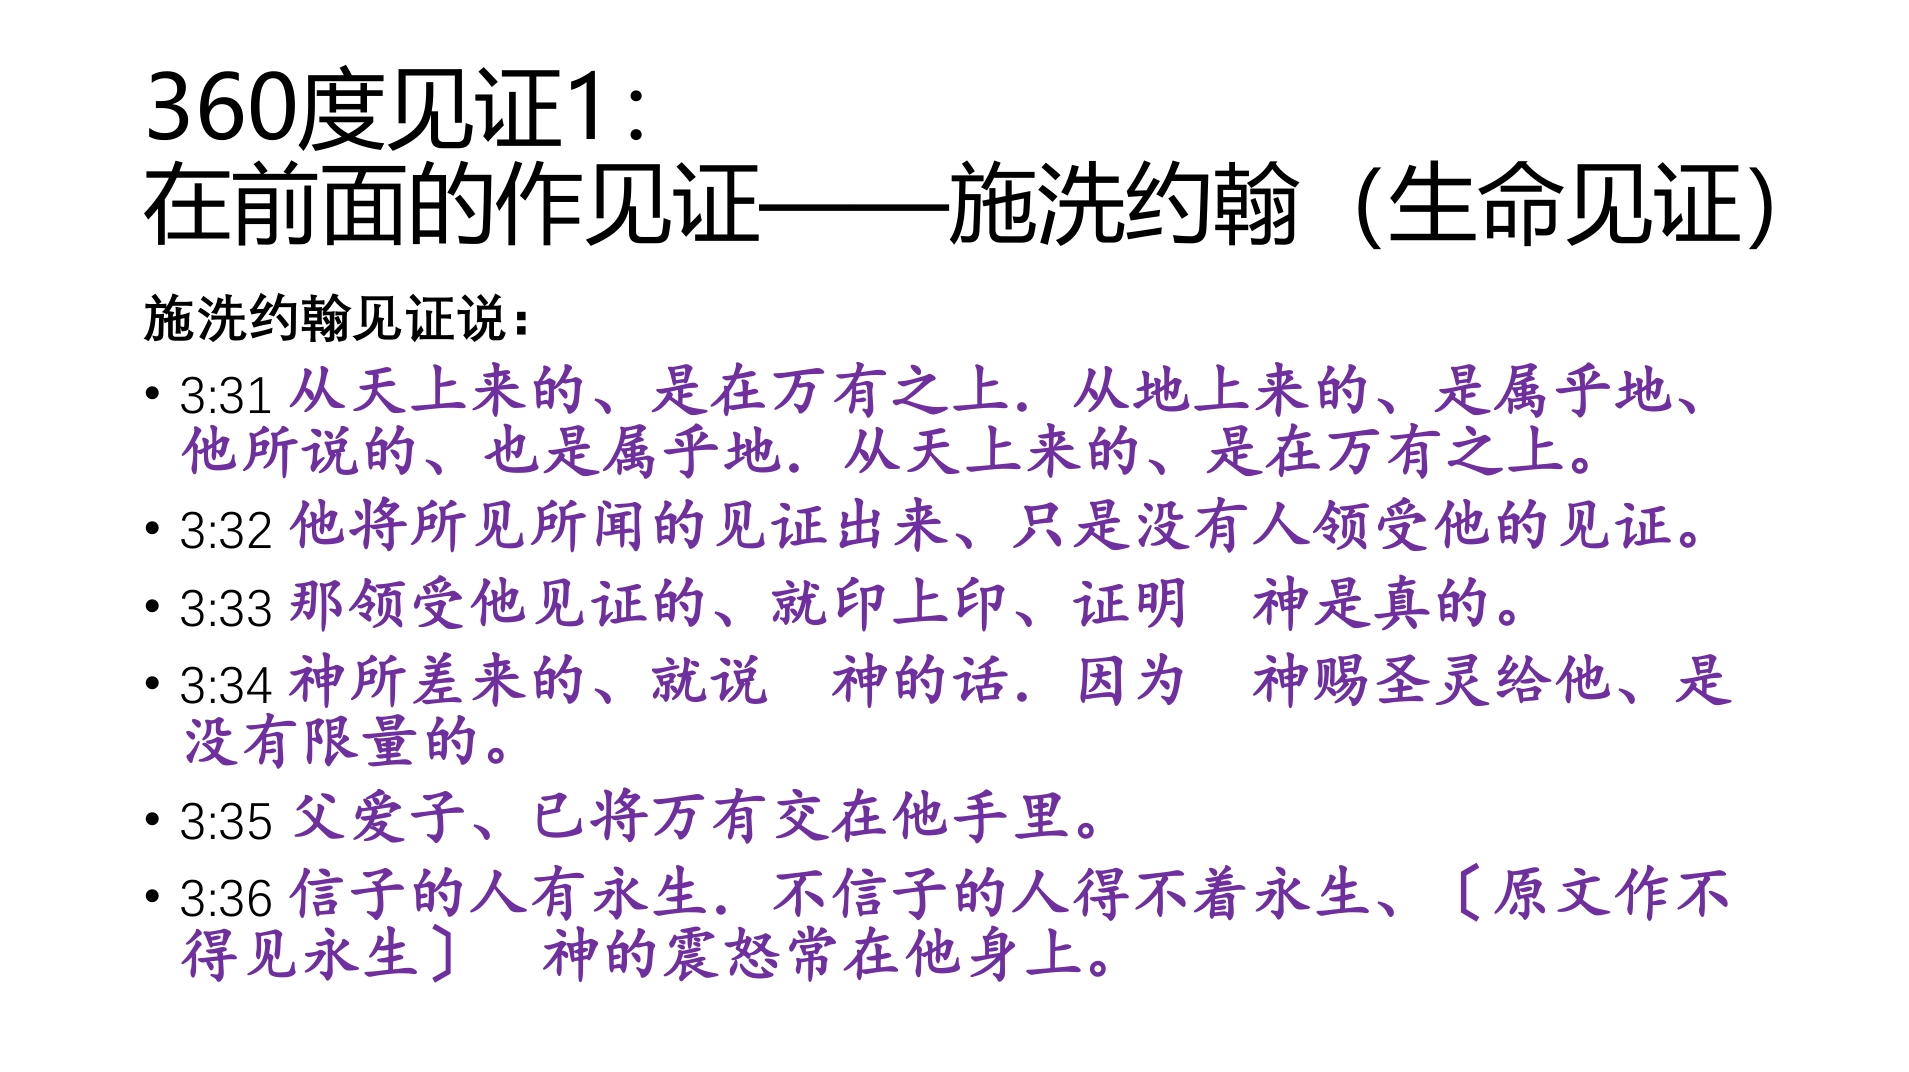 360度见证1：
在前面的作见证——施洗约翰（生命见证）
施洗约翰见证说：
• 3:31 从天上来的、是在万有之上．从地上来的、是属乎地、
他所说的、也是属乎地．从天上来的、是在万有之上。
• 3:32 他将所见所闻的见证出来、只是没有人领受他的见证。
• 3:33 那领受他见证的、就印上印、证明　神是真的。
• 3:34 神所差来的、就说　神的话．因为　神赐圣灵给他、是
没有限量的。
• 3:35 父爱子、已将万有交在他手里。
• 3:36 信子的人有永生．不信子的人得不着永生、〔原文作不
得见永生〕　神的震怒常在他身上。